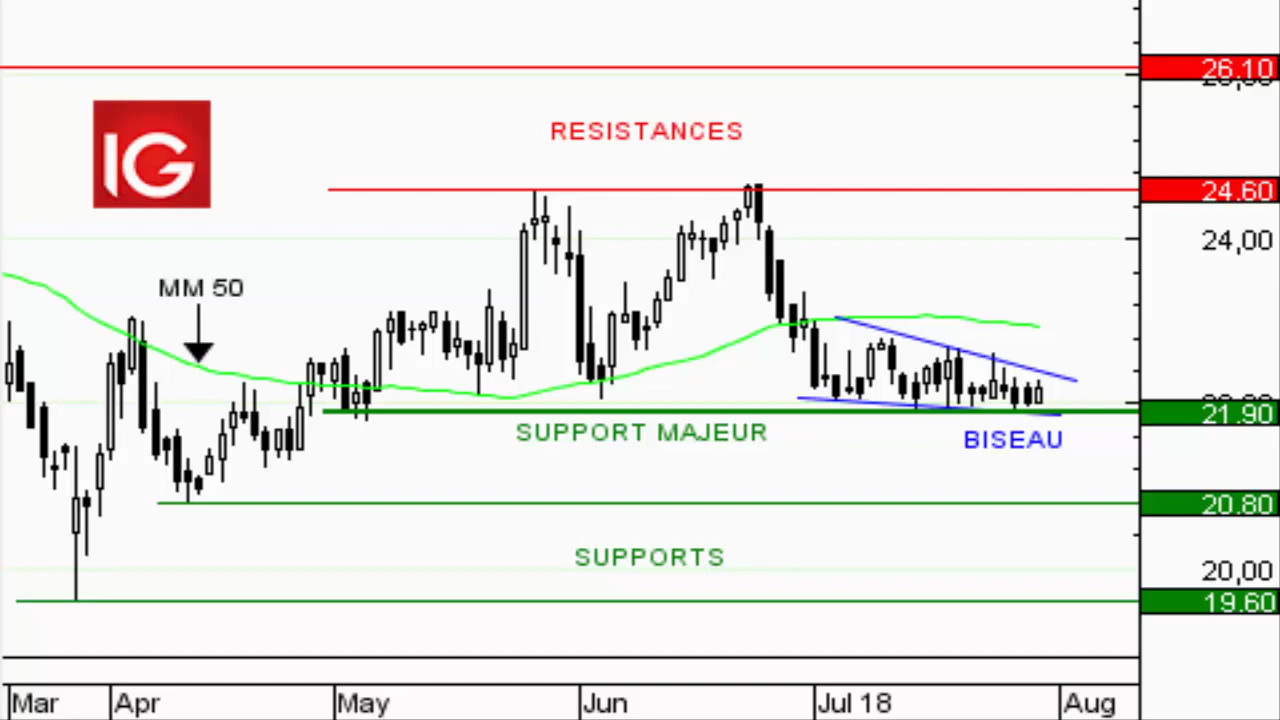 26.10
IG
RESISTANCES
24.60
24,00
MM 50
21.90
SUPPORT MAJEUR
BISEAU
20.80
SUPPORTS
20,00
19.60
Mar Apr May Jun Jul 18 Aug